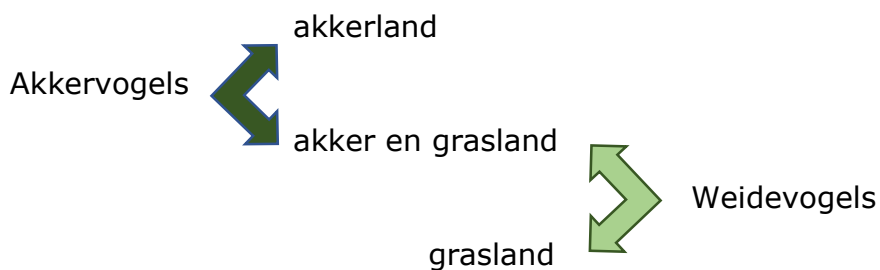 akkerland
Akkervogels
akker en grasland
Weidevogels
grasland